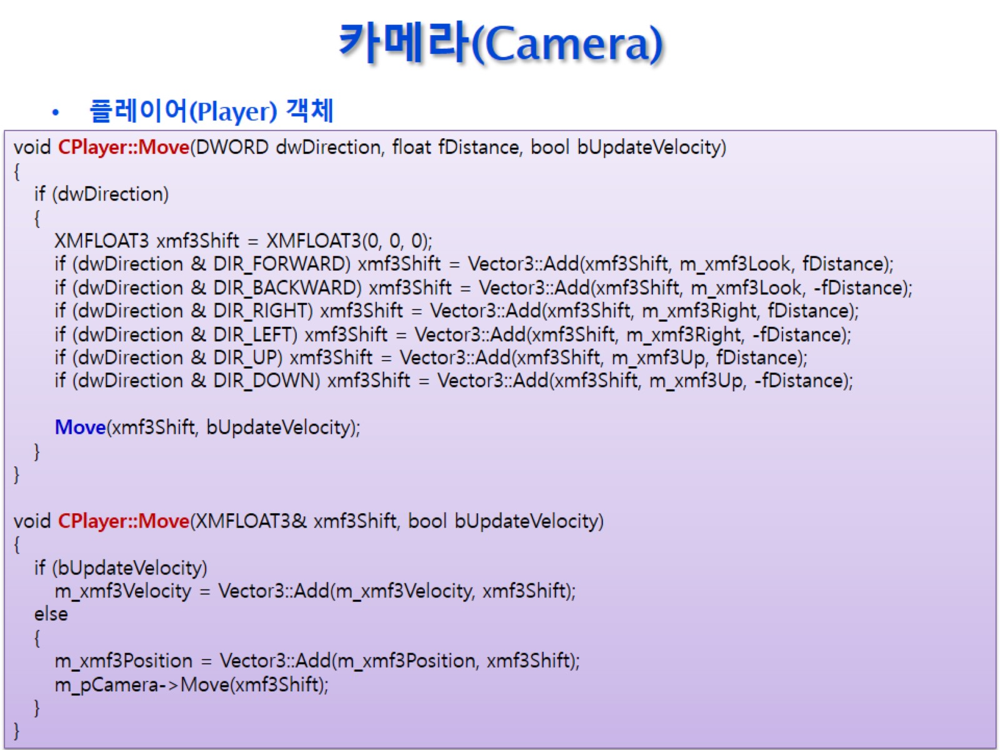 카메라(Camera)
• 플레이어(Player) 객체
void CPlayer::Move(DWORD dwDirection, float fDistance, bool bUpdateVelocity)
{
if (dwDirection)
{
XMFLOAT3 xmf3Shift = XMFLOAT3(0, 0, 0);
if (dwDirection & DIR_FORWARD) xmf3Shift = Vector3::Add(xmf3Shift, m_xmf3Look, fDistance);
if (dwDirection & DIR_BACKWARD) xmf3Shift = Vector3::Add(xmf3Shift, m_xmf3Look, -fDistance);
if (dwDirection & DIR_RIGHT) xmf3Shift = Vector3::Add(xmf3Shift, m_xmf3Right, fDistance);
if (dwDirection & DIR_LEFT) xmf3Shift = Vector3::Add(xmf3Shift, m_xmf3Right, -fDistance);
if (dwDirection & DIR_UP) xmf3Shift = Vector3::Add(xmf3Shift, m_xmf3Up, fDistance);
if (dwDirection & DIR_DOWN) xmf3Shift = Vector3::Add(xmf3Shift, m_xmf3Up, -fDistance);
Move(xmf3Shift, bUpdateVelocity);
}
}
void CPlayer::Move(XMFLOAT3& xmf3Shift, bool bUpdateVelocity)
{
if (bUpdateVelocity)
m_xmf3Velocity = Vector3::Add(m_xmf3Velocity, xmf3Shift);
else
{
m_xmf3Position = Vector3::Add(m_xmf3Position, xmf3Shift);
m_pCamera->Move(xmf3Shift);
}
}